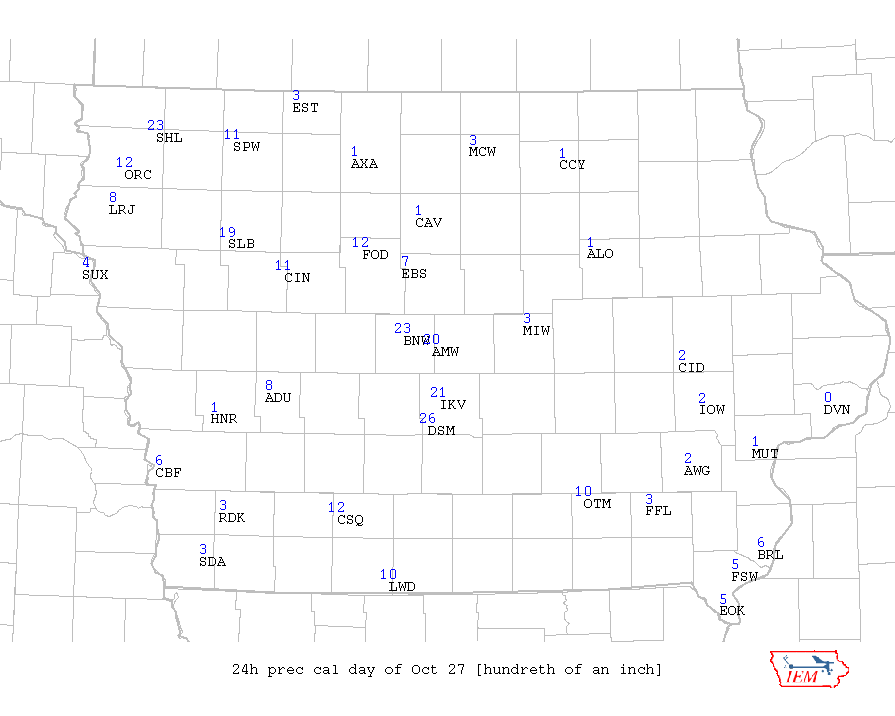 3
EST
23
SHL
11
SPW
3
MCW
1
AXA
1
CCY
12
ORC
8
LRJ
1
CAV
19
SLB
12
FOD
1
ALO
4
SUX
11
CIN
7
EBS
23
BNW
20
AMW
3
MIW
2
CID
8
ADU
21
IKV
1
HNR
2
IOW
0
DVN
26
DSM
1
MUT
6
CBF
2
AWG
3
RDK
12
CSQ
10
OTM
3
FFL
3
SDA
6
BRL
10
LWD
5
FSW
5
EOK
24h prec cal day of Oct 27 [hundreth of an inch]
IEM